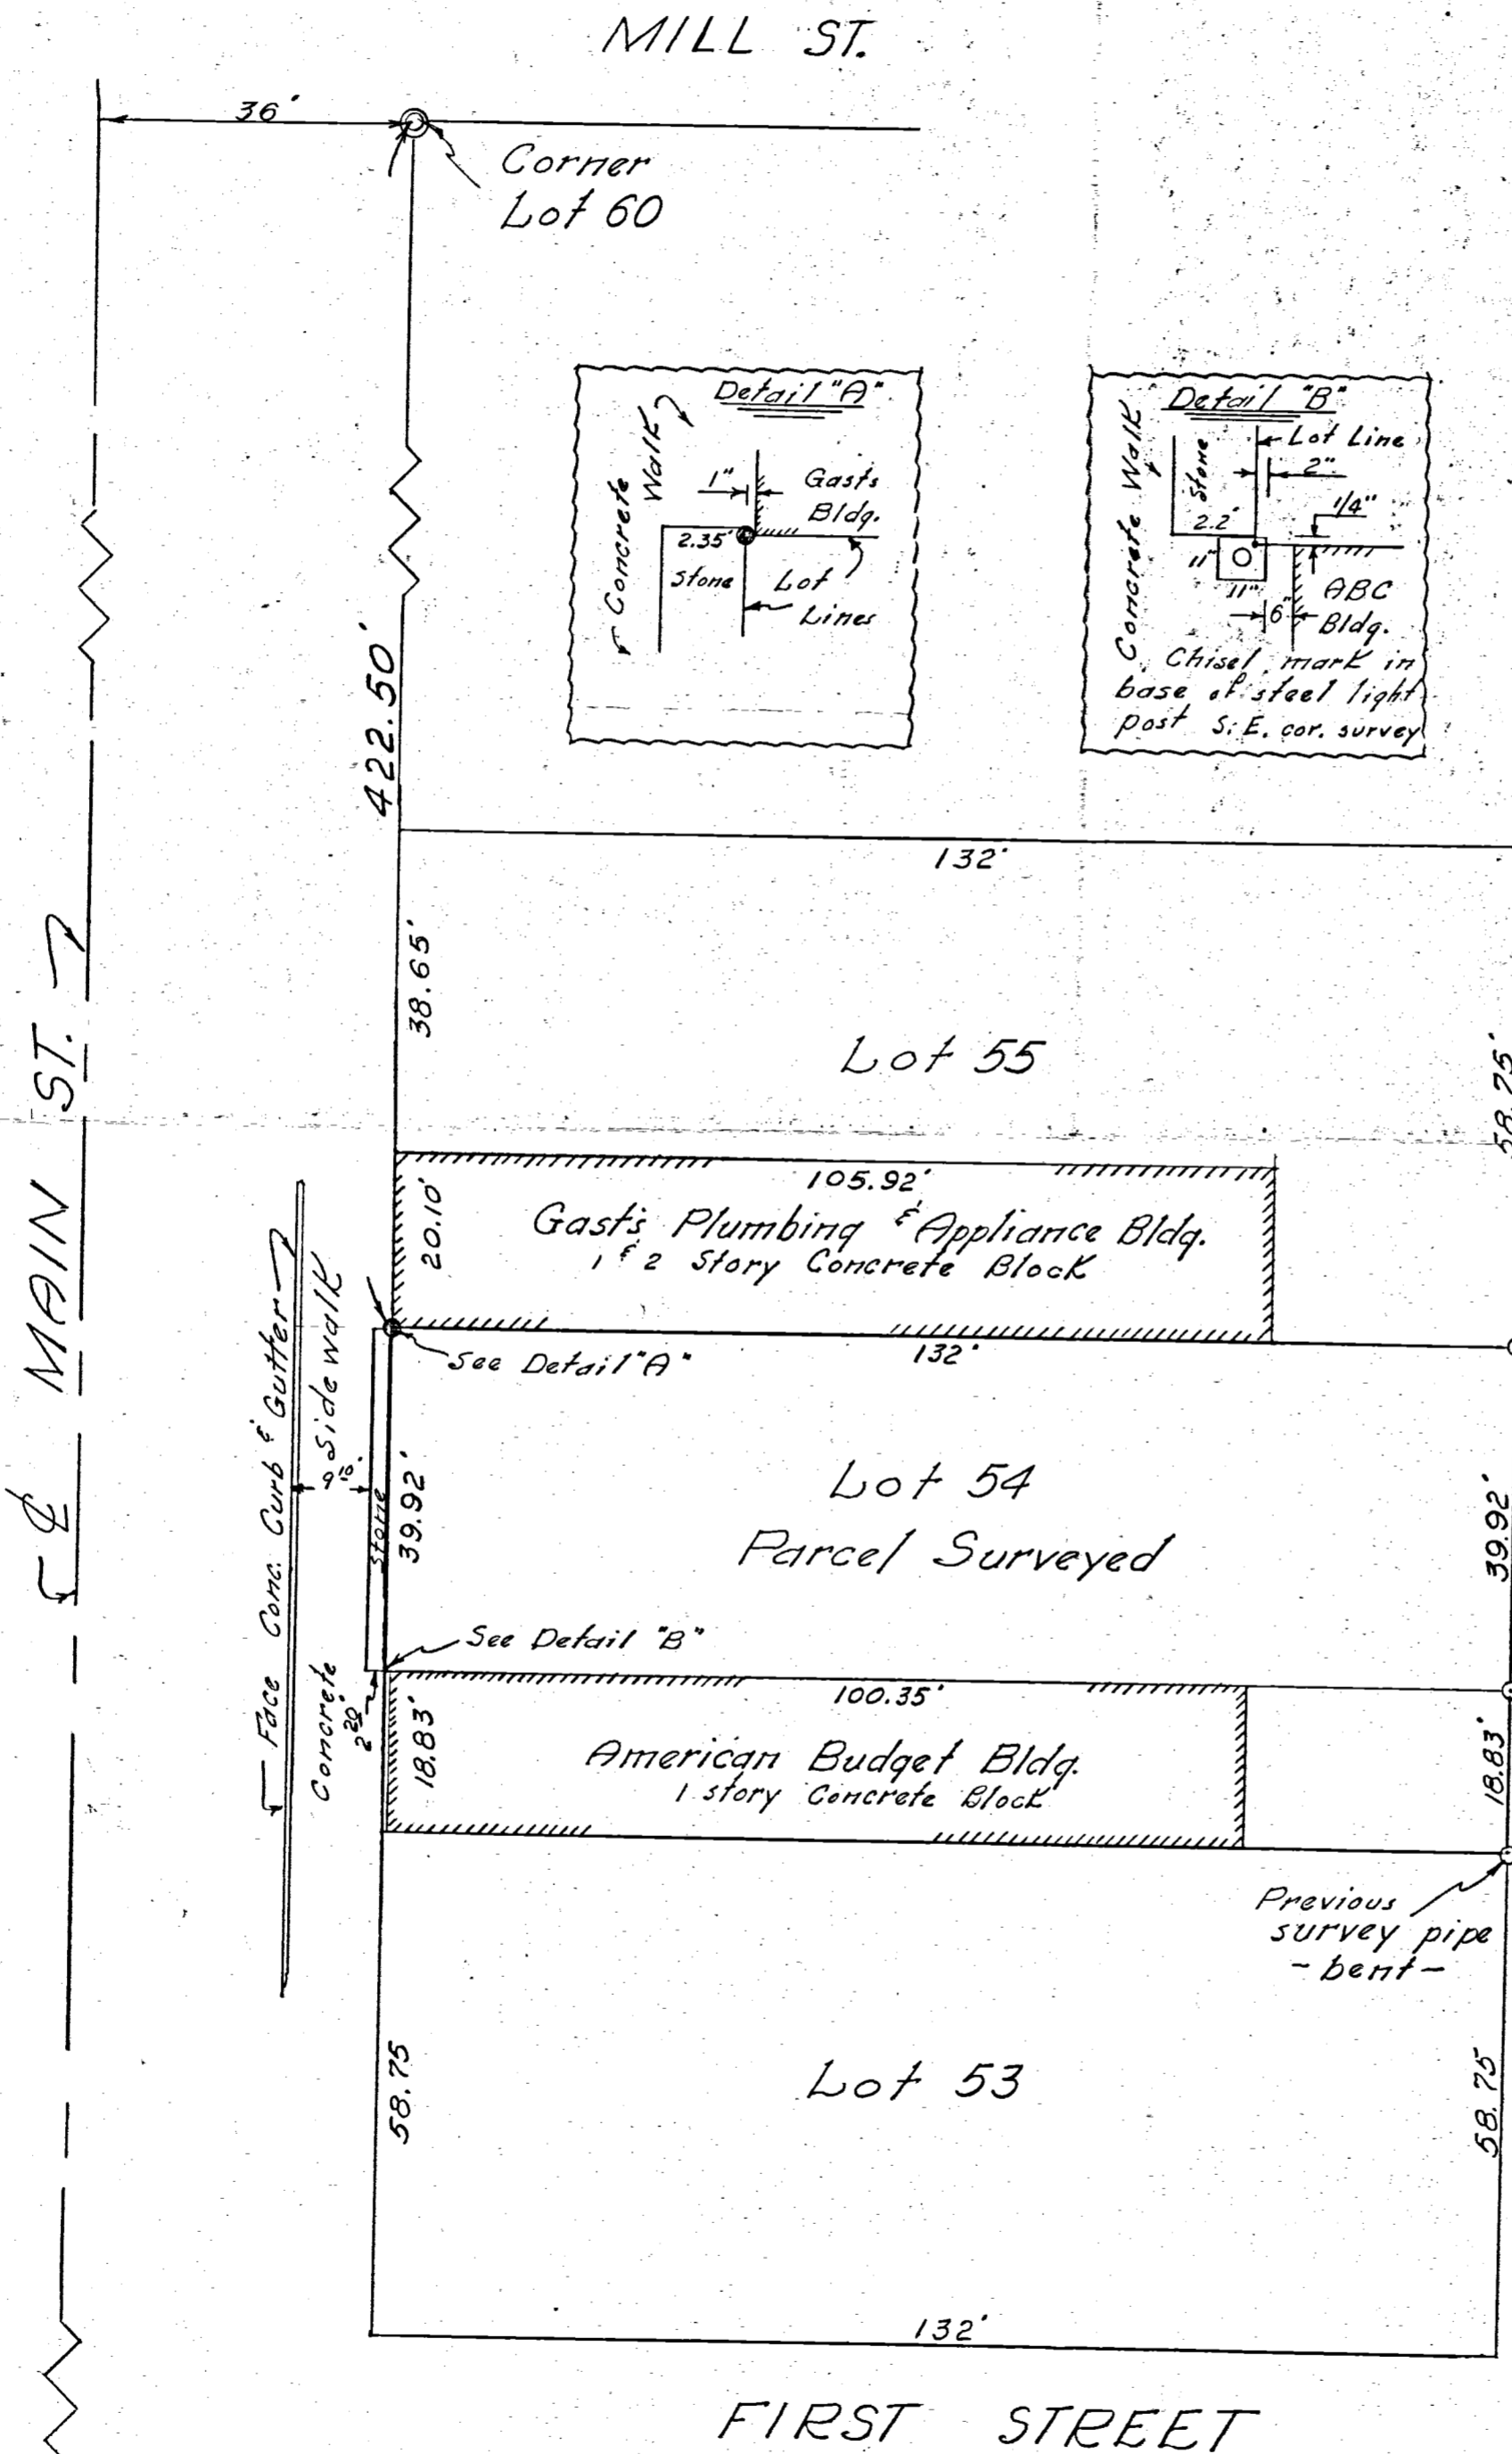 MILL ST.
36'
Corner
Lot 60
422.50'
Detail "A"
Concrete Walk
1"
Gasts
Bldg.
2.35'
Stone
Lot
Lines
Detail "B"
Concrete Walk
Stone
Lot Line
2"
1/4"
2.2'
11"
11"
6"
ABC
Bldg.
Chisel mark in
base of steel light
post S.E. cor. survey
132'
38.65'
Lot 55
58.75'
105.92'
20.10'
Gast's Plumbing & Appliance Bldg.
1 & 2 Story Concrete Block
See Detail "A"
132'
℄ MAIN ST.
Face Conc. Curb & Gutter
Concrete Sidewalk
Stone
39.92'
Lot 54
Parcel Surveyed
39.92'
See Detail "B"
2 20'
100.35'
18.83'
American Budget Bldg.
1 story Concrete Block
18.83'
Previous
survey pipe
- bent -
58.75
Lot 53
58.75
132'
FIRST STREET